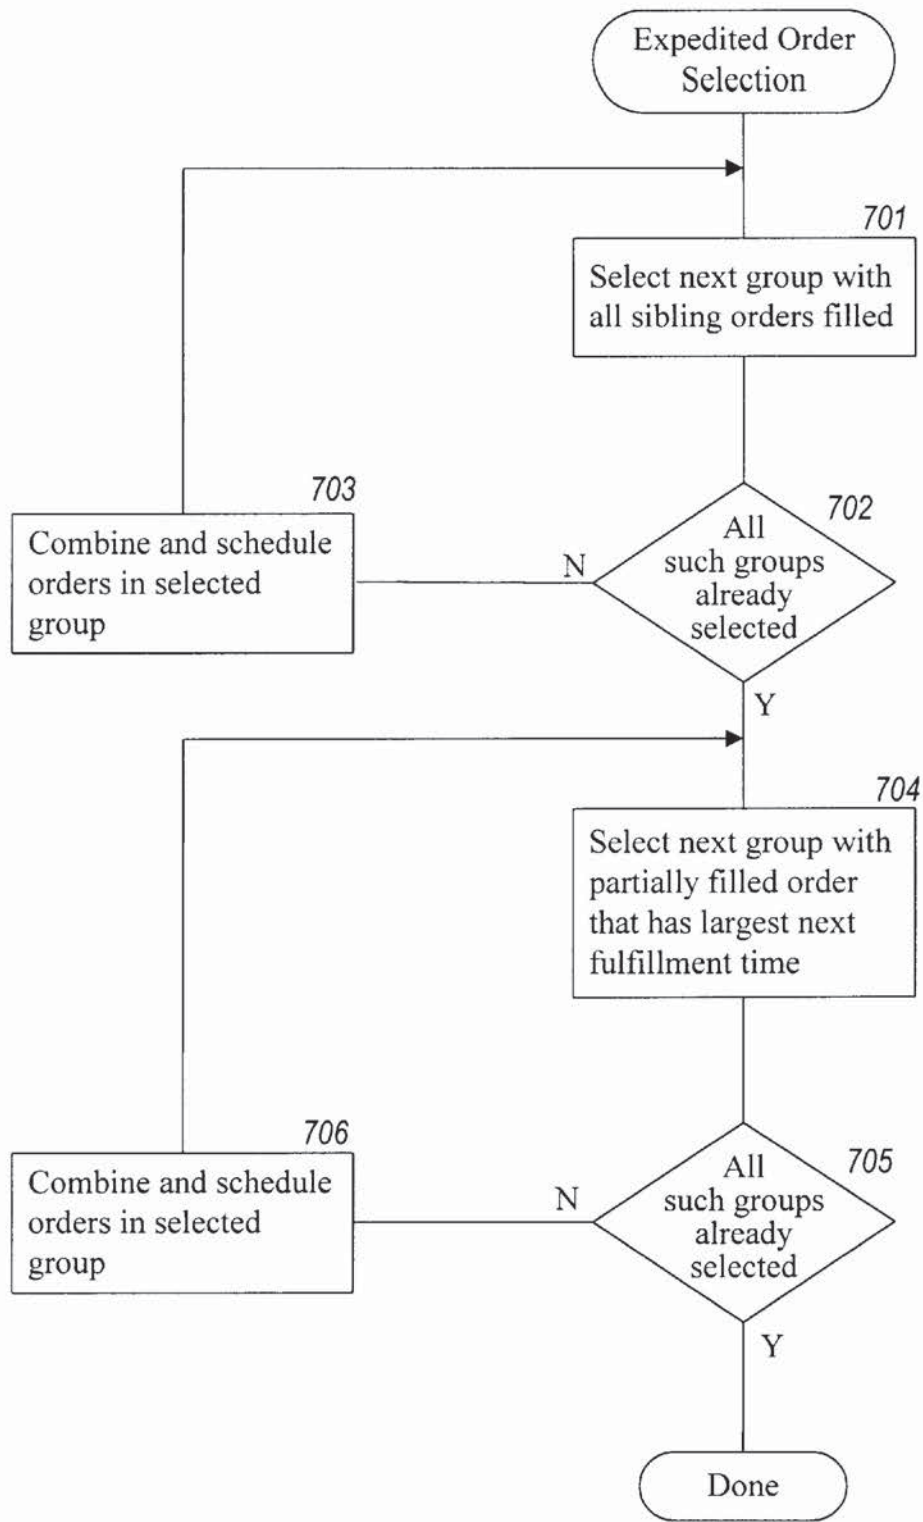 Expedited Order
Selection
701
Select next group with
all sibling orders filled
703
Combine and schedule
orders in selected
group
702
All
such groups
already
selected
N
Y
704
Select next group with
partially filled order
that has largest next
fulfillment time
706
Combine and schedule
orders in selected
group
705
All
such groups
already
selected
N
Y
Done